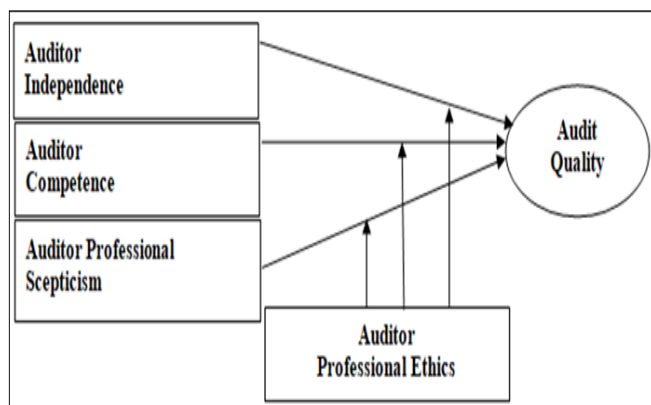 Auditor
Independence
Auditor
Competence
Auditor Professional
Scepticism
Audit
Quality
Auditor
Professional Ethics